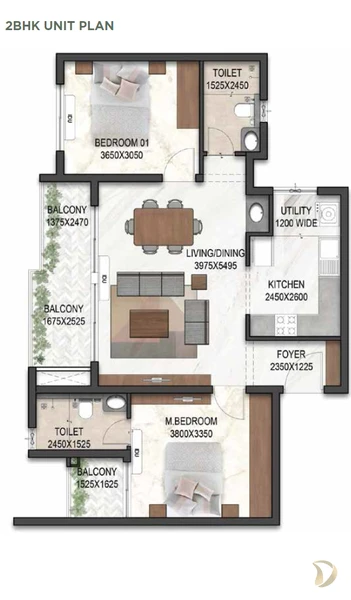 2BHK UNIT PLAN
TOILET
1525X2450
BEDROOM 01
3650X3050
BALCONY
1375X2470
UTILITY
1200 WIDE
LIVING/DINING
3975X5495
KITCHEN
2450X2600
BALCONY
1675X2525
FOYER
2350X1225
TOILET
2450X1525
M.BEDROOM
3800X3350
BALCONY
1525X1625